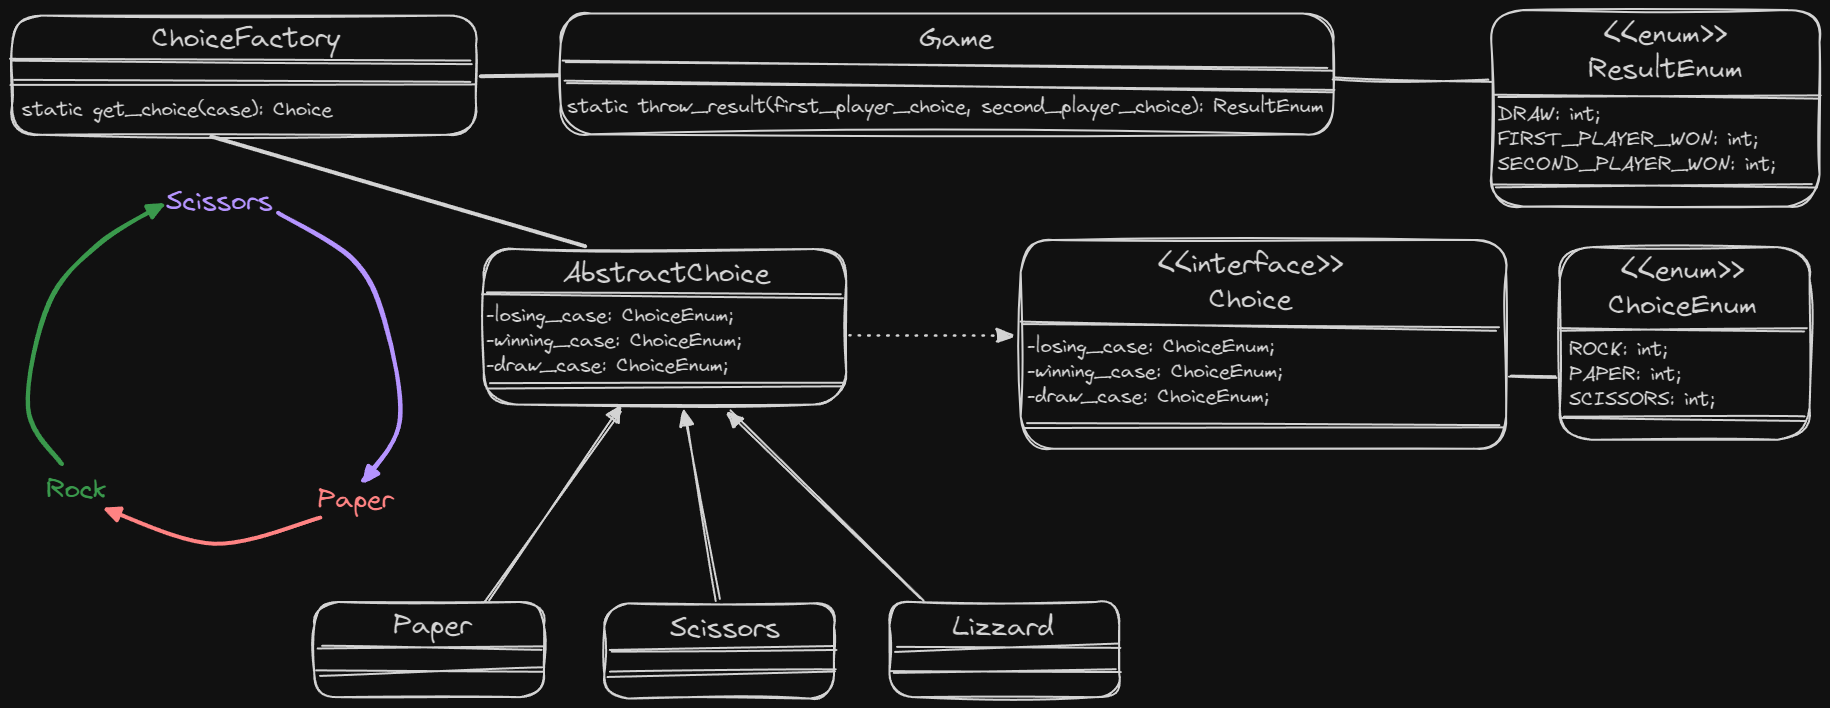 ChoiceFactory
static get_choice(case): Choice
Game
static throw_result(first_player_choice, second_player_choice): ResultEnum
<<enum>>
ResultEnum
DRAW: int;
FIRST_PLAYER_WON: int;
SECOND_PLAYER_WON: int;
Scissors
Rock
Paper
AbstractChoice
-losing_case: ChoiceEnum;
-winning_case: ChoiceEnum;
-draw_case: ChoiceEnum;
<<interface>>
Choice
-losing_case: ChoiceEnum;
-winning_case: ChoiceEnum;
-draw_case: ChoiceEnum;
<<enum>>
ChoiceEnum
ROCK: int;
PAPER: int;
SCISSORS: int;
Paper
Scissors
Lizzard